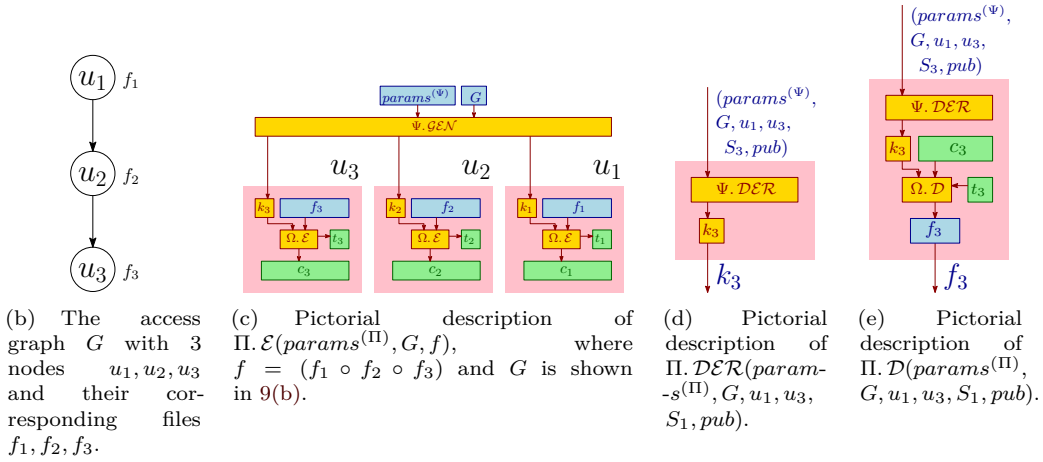 u₁ f₁
u₂ f₂
u₃ f₃
(b) The access
graph G with 3
nodes u₁, u₂, u₃
and their cor-
responding files
f₁, f₂, f₃.
params⁽Ψ⁾ G
Ψ.GEN
u₃ u₂ u₁
k₃ f₃ k₂ f₂ k₁ f₁
Ω.E t₃ Ω.E t₂ Ω.E t₁
c₃ c₂ c₁
(c) Pictorial description of
Π.E(params⁽Π⁾, G, f), where
f = (f₁ ∘ f₂ ∘ f₃) and G is shown
in 9(b).
(params⁽Ψ⁾,
G, u₁, u₃,
S₃, pub)
Ψ.DER
k₃
k₃
(d) Pictorial
description of
Π.DER(param-
-s⁽Π⁾, G, u₁, u₃,
S₁, pub).
(params⁽Ψ⁾,
G, u₁, u₃,
S₃, pub)
Ψ.DER
k₃ c₃
Ω.D t₃
f₃
f₃
(e) Pictorial
description of
Π.D(params⁽Π⁾,
G, u₁, u₃, S₁, pub).